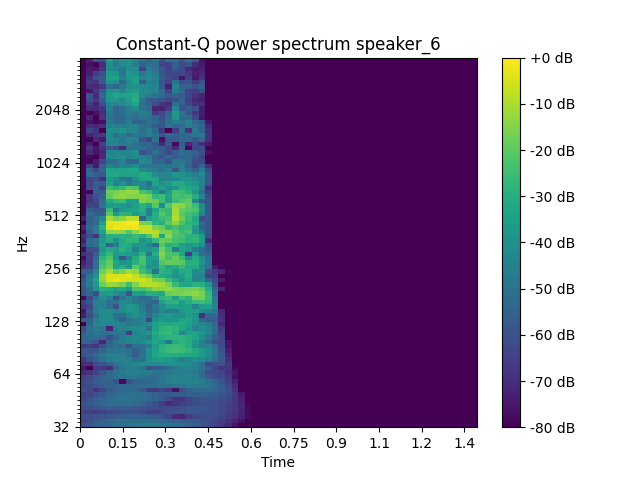 Constant-Q power spectrum speaker_6
Hz
2048
1024
512
256
128
64
32
0 0.15 0.3 0.45 0.6 0.75 0.9 1.1 1.2 1.4
Time
+0 dB
-10 dB
-20 dB
-30 dB
-40 dB
-50 dB
-60 dB
-70 dB
-80 dB